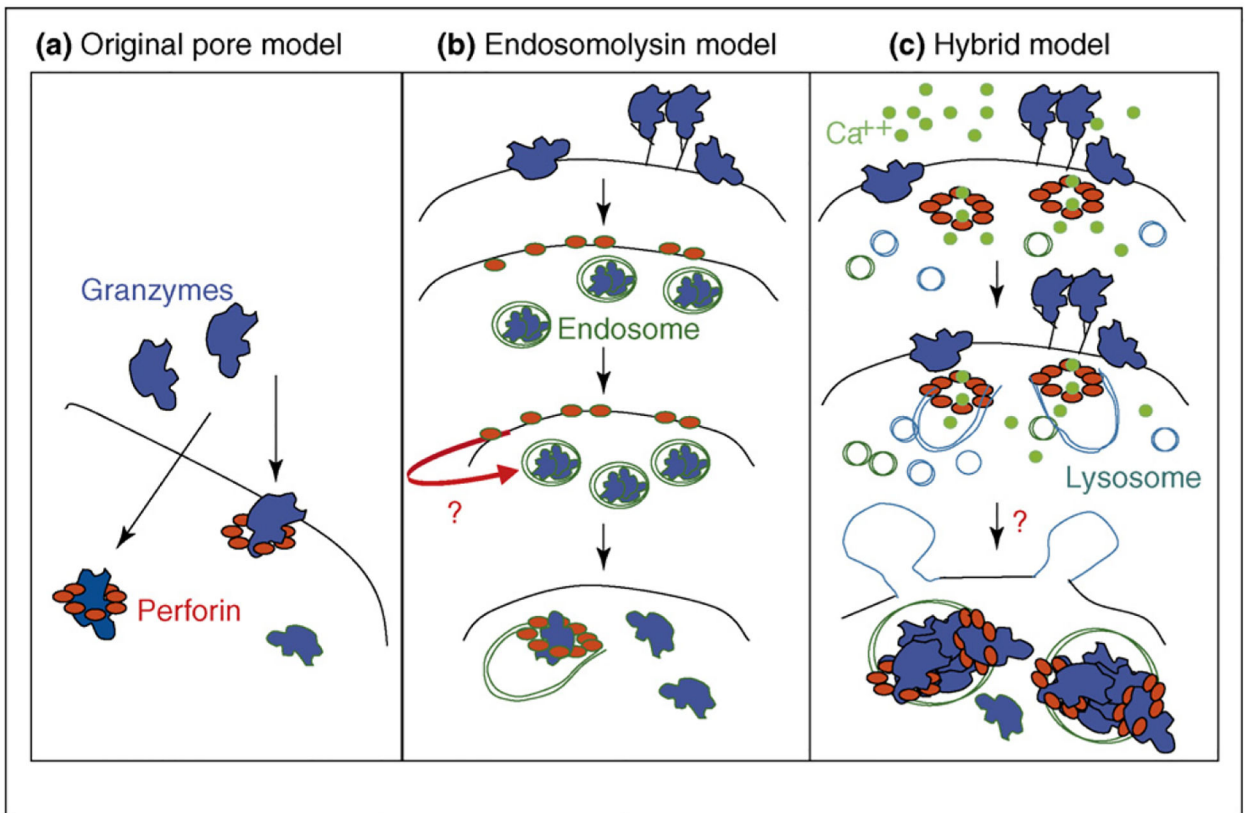 (a) Original pore model
(b) Endosomolysin model
(c) Hybrid model
Granzymes
Perforin
Endosome
?
Ca++
Lysosome
?